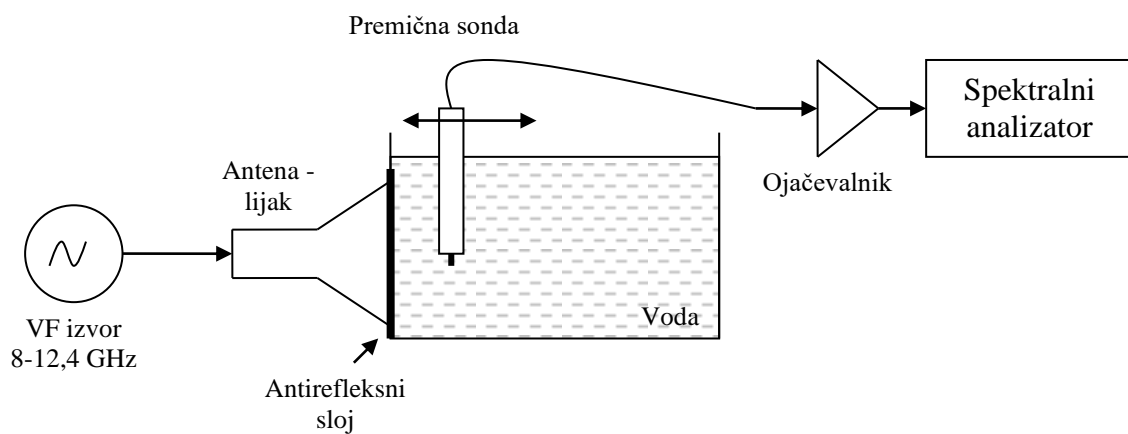 Premična sonda
Spektralni
analizator
Antena -
lijak
Ojačevalnik
Voda
VF izvor
8-12,4 GHz
Antirefleksni
sloj